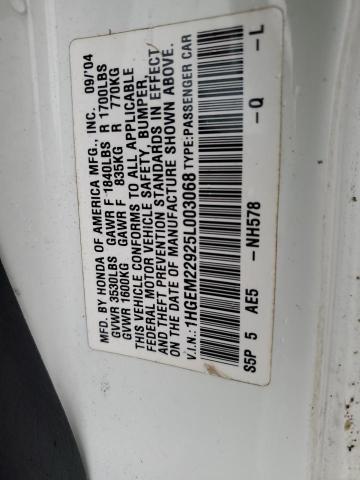 MFD. BY HONDA OF AMERICA MFG., INC. 09/'04
GVWR 3530LBS GAWR F 1840LBS R 1700LBS
GVWR 1600KG GAWR F 835KG R 770KG
THIS VEHICLE CONFORMS TO ALL APPLICABLE
FEDERAL MOTOR VEHICLE SAFETY, BUMPER,
AND THEFT PREVENTION STANDARDS IN EFFECT
ON THE DATE OF MANUFACTURE SHOWN ABOVE.
V.I.N.: 1HGEM22925L003068 TYPE:PASSENGER CAR
S5P 5 AE5 -NH578 -Q -L